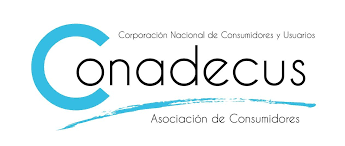 Corporación Nacional de Consumidores y Usuarios
Conadecus
Asociación de Consumidores